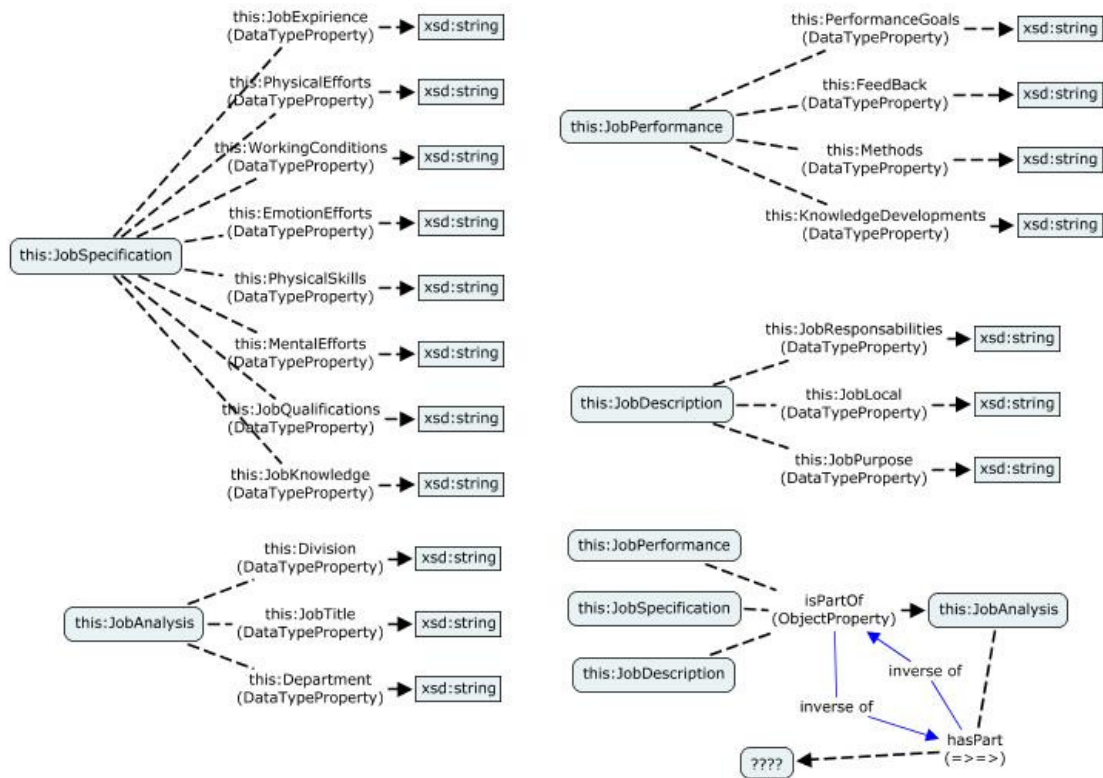 this:JobExpirience
(DataTypeProperty)
xsd:string
this:PhysicalEfforts
(DataTypeProperty)
xsd:string
this:WorkingConditions
(DataTypeProperty)
xsd:string
this:EmotionEfforts
(DataTypeProperty)
xsd:string
this:JobSpecification
this:PhysicalSkills
(DataTypeProperty)
xsd:string
this:MentalEfforts
(DataTypeProperty)
xsd:string
this:JobQualifications
(DataTypeProperty)
xsd:string
this:JobKnowledge
(DataTypeProperty)
xsd:string
this:PerformanceGoals
(DataTypeProperty)
xsd:string
this:FeedBack
(DataTypeProperty)
xsd:string
this:JobPerformance
this:Methods
(DataTypeProperty)
xsd:string
this:KnowledgeDevelopments
(DataTypeProperty)
xsd:string
this:JobResponsabilities
(DataTypeProperty)
xsd:string
this:JobDescription
this:JobLocal
(DataTypeProperty)
xsd:string
this:JobPurpose
(DataTypeProperty)
xsd:string
this:Division
(DataTypeProperty)
xsd:string
this:JobAnalysis
this:JobTitle
(DataTypeProperty)
xsd:string
this:Department
(DataTypeProperty)
xsd:string
this:JobPerformance
this:JobSpecification
isPartOf
(ObjectProperty)
this:JobAnalysis
this:JobDescription
inverse of
inverse of
hasPart
(=>=>)
????